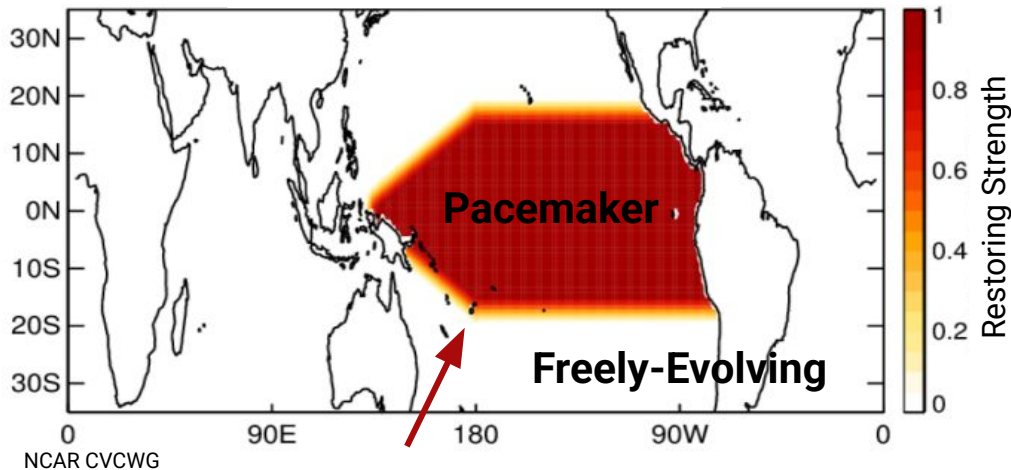 30N
20N
10N
0N
10S
20S
30S
0
90E
180
90W
0
Pacemaker
Freely-Evolving
1
0.8
0.6
0.4
0.2
0
Restoring Strength
NCAR CVCWG